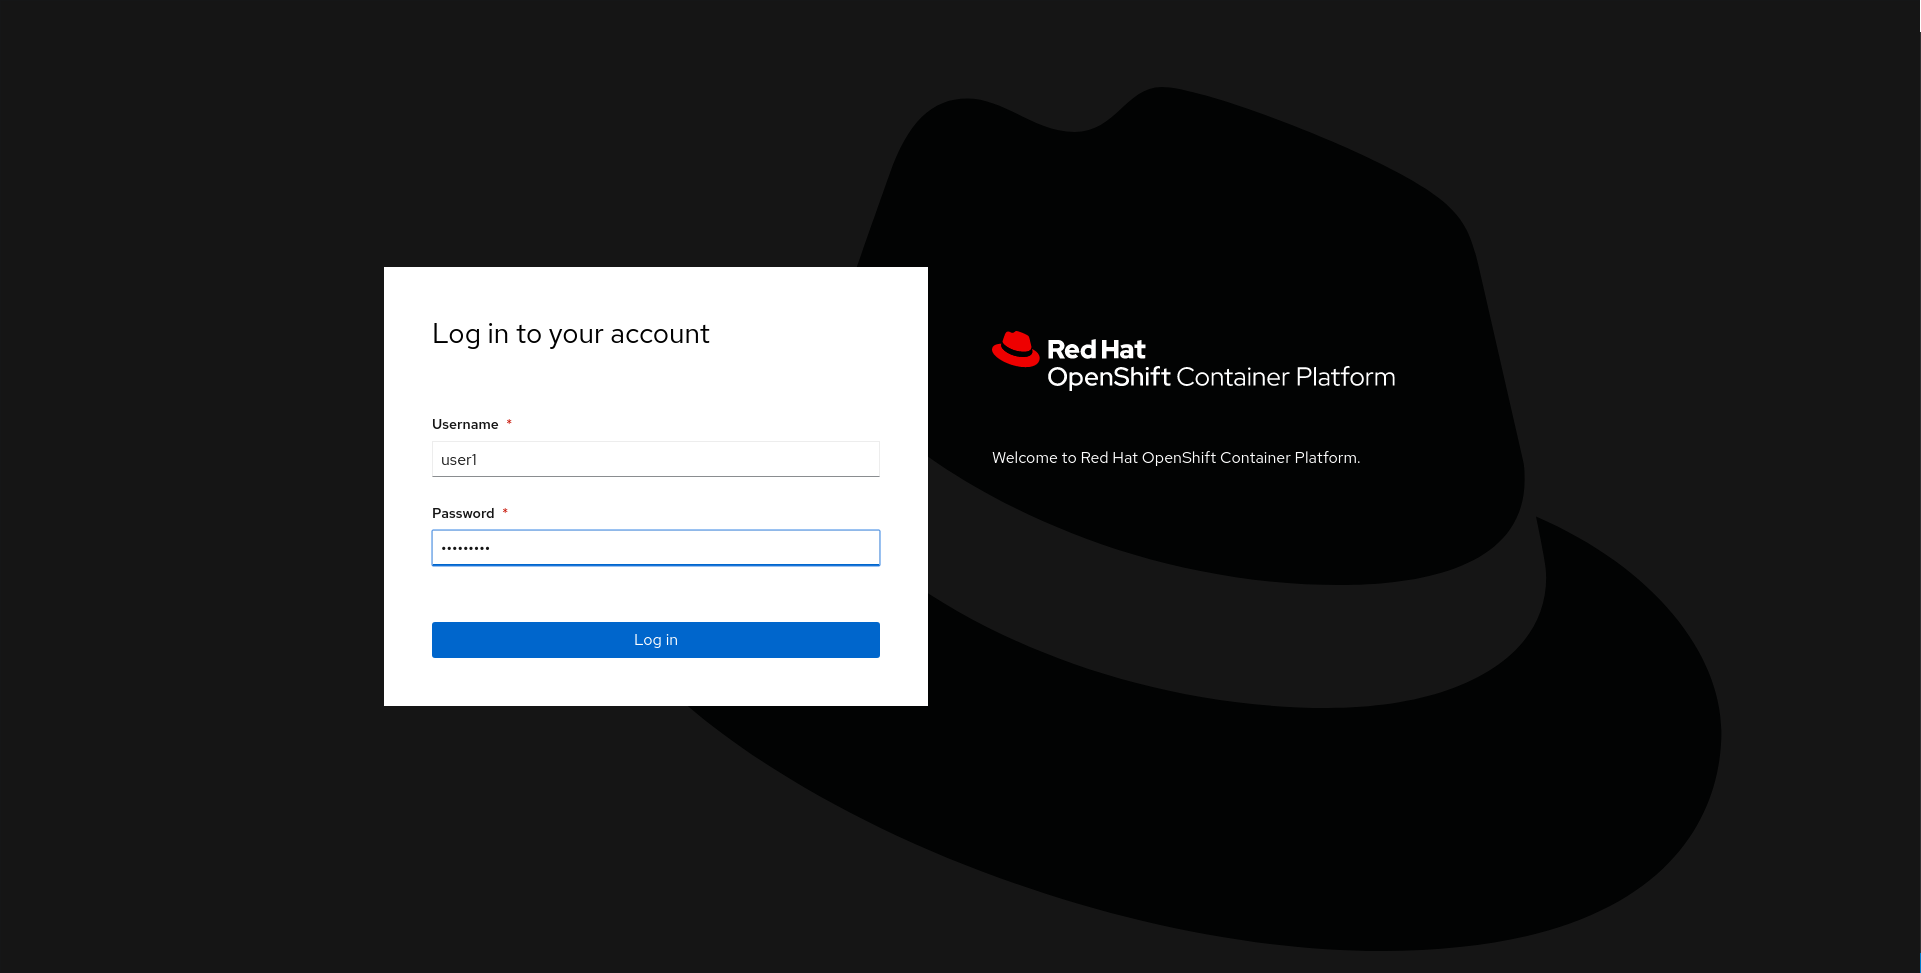 Log in to your account
Username *
user1
Password *
•••••••••
Log in
Red Hat
OpenShift Container Platform
Welcome to Red Hat OpenShift Container Platform.